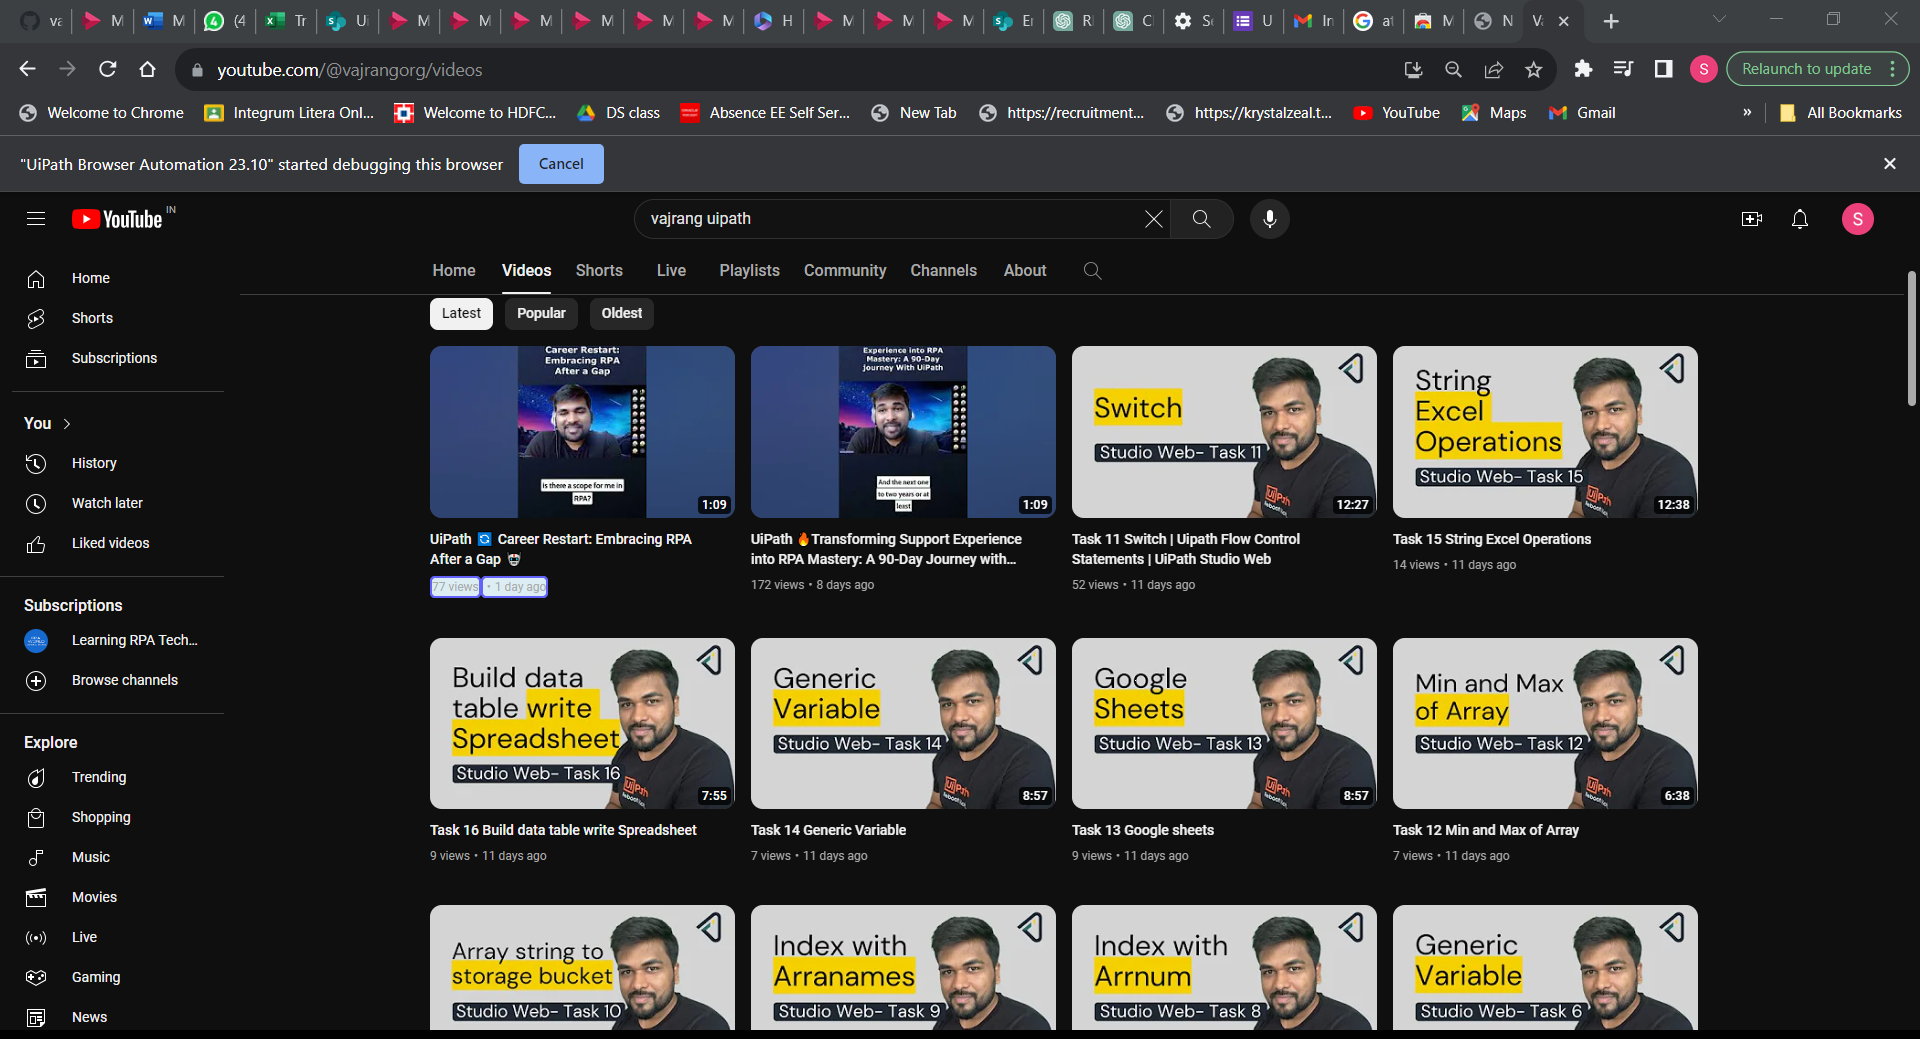 va
M
W M
4 (4
Tr
Ui
M
M
M
M
M
M
H
M
M
M
Er
R
C
Se
U
In
at
M
N
Va
youtube.com/@vajrangorg/videos
S
Relaunch to update
Welcome to Chrome
Integrum Litera Onl...
Welcome to HDFC...
DS class
Absence EE Self Ser...
New Tab
https://recruitment...
https://krystalzeal.t...
YouTube
Maps
Gmail
»
All Bookmarks
"UiPath Browser Automation 23.10" started debugging this browser
Cancel
YouTube IN
vajrang uipath
S
Home
Videos
Shorts
Live
Playlists
Community
Channels
About
Latest
Popular
Oldest
Home
Shorts
Subscriptions
You
History
Watch later
Liked videos
Subscriptions
Learning RPA Tech...
Browse channels
Explore
Trending
Shopping
Music
Movies
Live
Gaming
News
Career Restart:
Embracing RPA
After a Gap
is there a scope for me in
RPA?
1:09
UiPath 🔄 Career Restart: Embracing RPA
After a Gap
77 views • 1 day ago
Experience into RPA
Mastery: A 90-Day
Journey With UiPath
And the next one
to two years or at
least
1:09
UiPath 🔥Transforming Support Experience
into RPA Mastery: A 90-Day Journey with...
172 views • 8 days ago
Switch
Studio Web- Task 11
UiPath
Reboot
12:27
Task 11 Switch | Uipath Flow Control
Statements | UiPath Studio Web
52 views • 11 days ago
String
Excel
Operations
Studio Web- Task 15
UiPath
Reboot
12:38
Task 15 String Excel Operations
14 views • 11 days ago
Build data
table write
Spreadsheet
Studio Web- Task 16
UiPath
Reboot
7:55
Task 16 Build data table write Spreadsheet
9 views • 11 days ago
Generic
Variable
Studio Web- Task 14
UiPath
Reboot
8:57
Task 14 Generic Variable
7 views • 11 days ago
Google
Sheets
Studio Web- Task 13
UiPath
Reboot
8:57
Task 13 Google sheets
9 views • 11 days ago
Min and Max
of Array
Studio Web- Task 12
UiPath
Reboot
6:38
Task 12 Min and Max of Array
7 views • 11 days ago
Array string to
storage bucket
Studio Web- Task 10
Index with
Arranames
Studio Web- Task 9
Index with
Arrnum
Studio Web- Task 8
Generic
Variable
Studio Web- Task 6